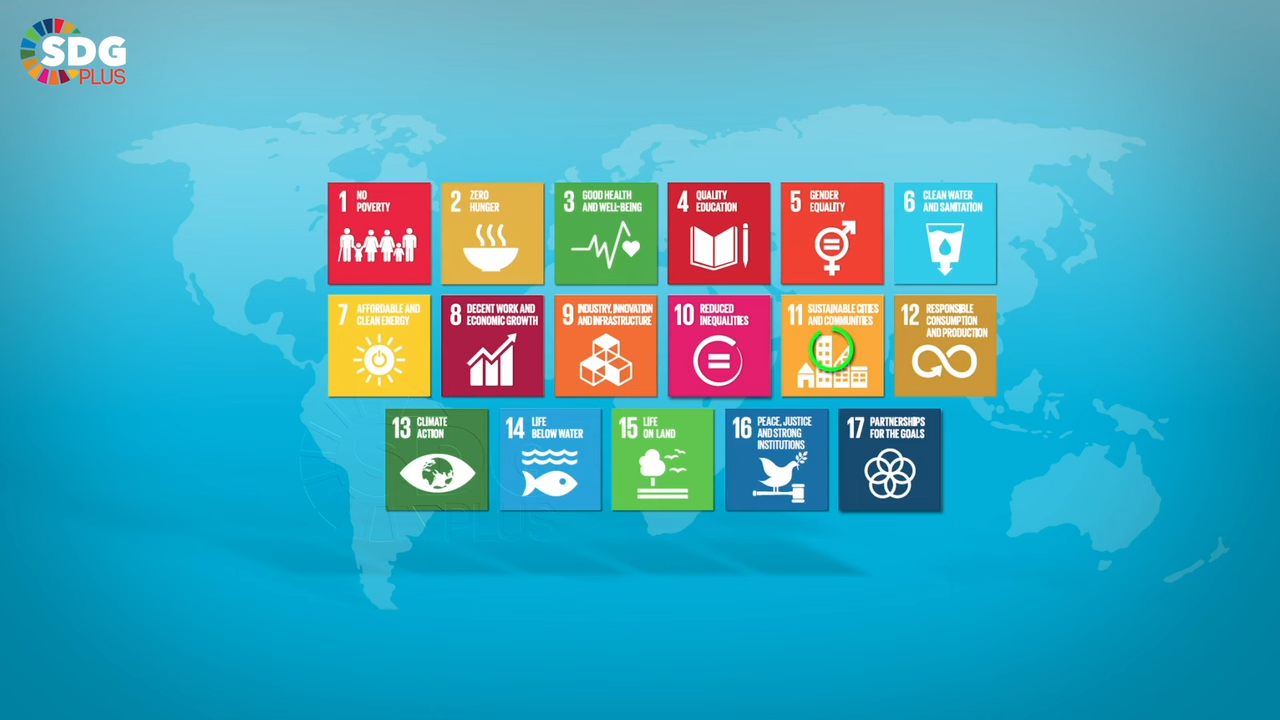 SDG
PLUS
1 NO
POVERTY
2 ZERO
HUNGER
3 GOOD HEALTH
AND WELL-BEING
4 QUALITY
EDUCATION
5 GENDER
EQUALITY
6 CLEAN WATER
AND SANITATION
7 AFFORDABLE AND
CLEAN ENERGY
8 DECENT WORK AND
ECONOMIC GROWTH
9 INDUSTRY, INNOVATION
AND INFRASTRUCTURE
10 REDUCED
INEQUALITIES
11 SUSTAINABLE CITIES
AND COMMUNITIES
12 RESPONSIBLE
CONSUMPTION
AND PRODUCTION
13 CLIMATE
ACTION
14 LIFE
BELOW WATER
15 LIFE
ON LAND
16 PEACE, JUSTICE
AND STRONG
INSTITUTIONS
17 PARTNERSHIPS
FOR THE GOALS
SDG
PLUS